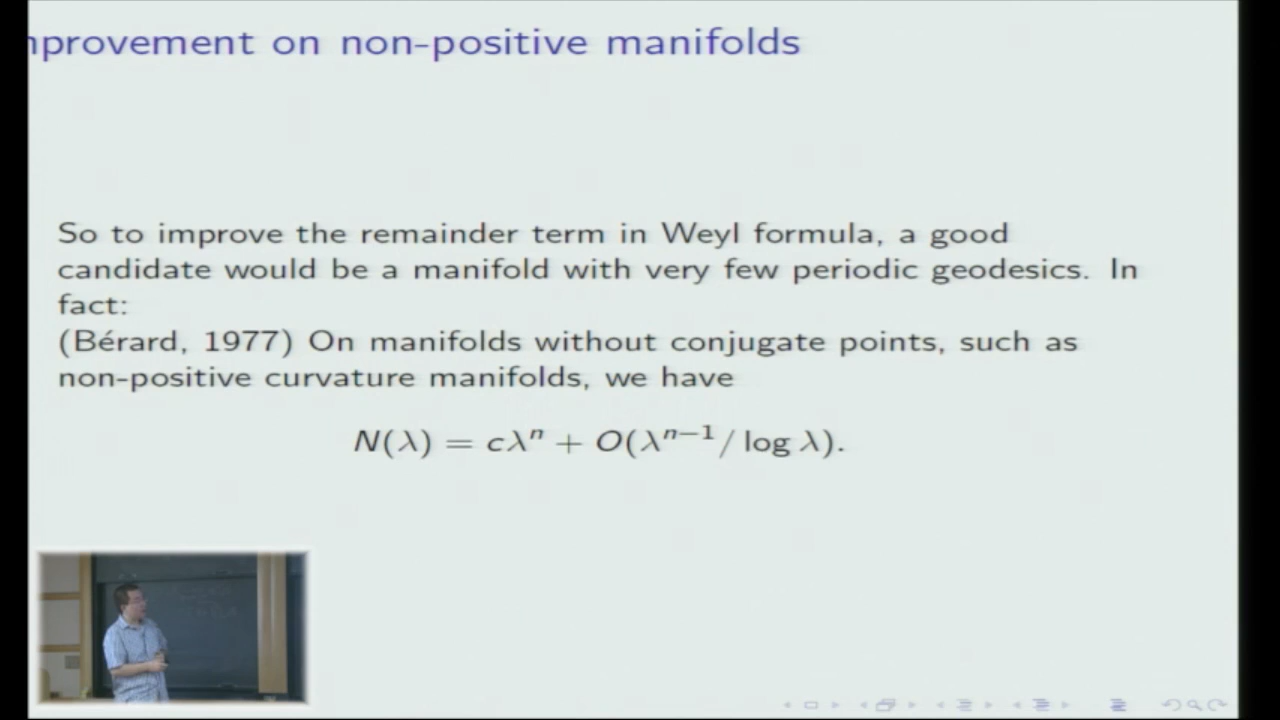 nprovement on non-positive manifolds
So to improve the remainder term in Weyl formula, a good
candidate would be a manifold with very few periodic geodesics. In
fact:
(Bérard, 1977) On manifolds without conjugate points, such as
non-positive curvature manifolds, we have
N(λ) = cλⁿ + O(λⁿ⁻¹/ log λ).